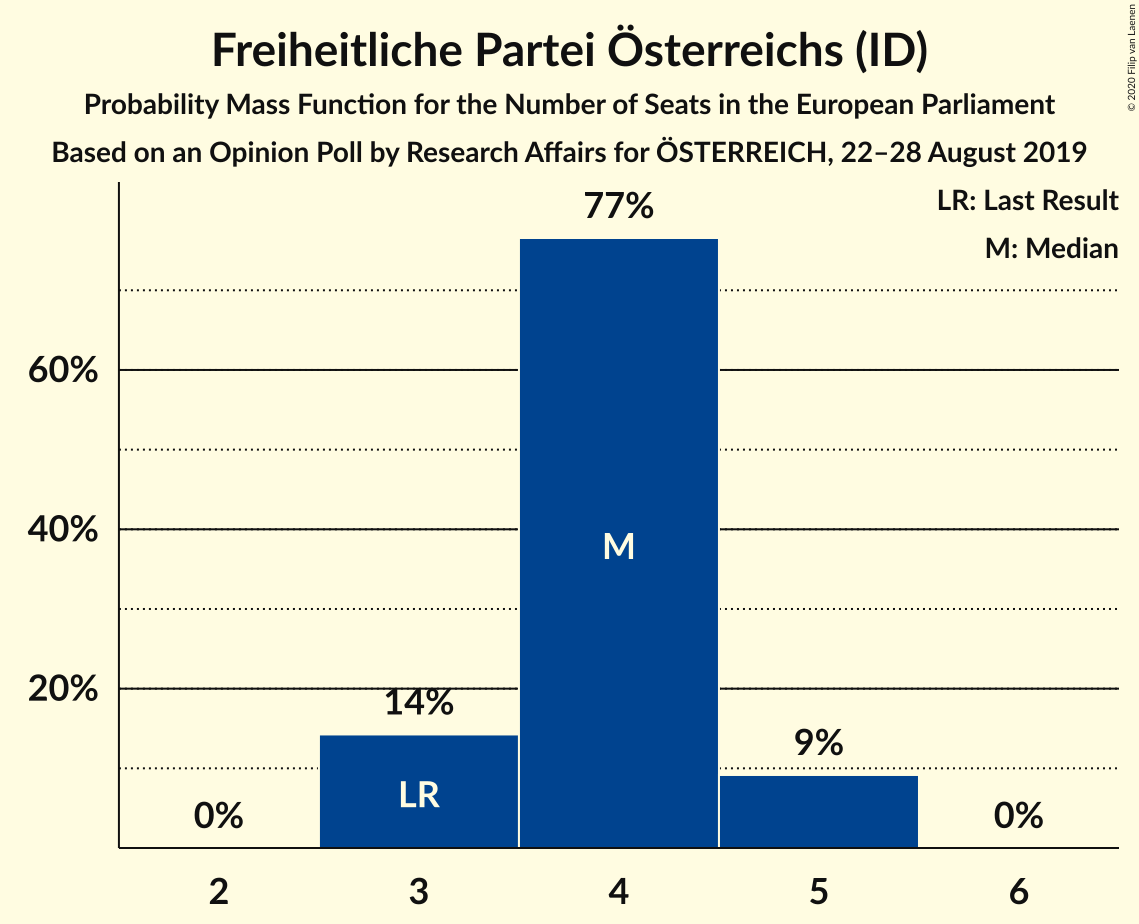 Freiheitliche Partei Österreichs (ID)
Probability Mass Function for the Number of Seats in the European Parliament
Based on an Opinion Poll by Research Affairs for ÖSTERREICH, 22–28 August 2019
© 2020 Filip van Laenen
LR: Last Result
M: Median
77%
60%
40%
M
20%
14%
9%
LR
0%
0%
2
3
4
5
6